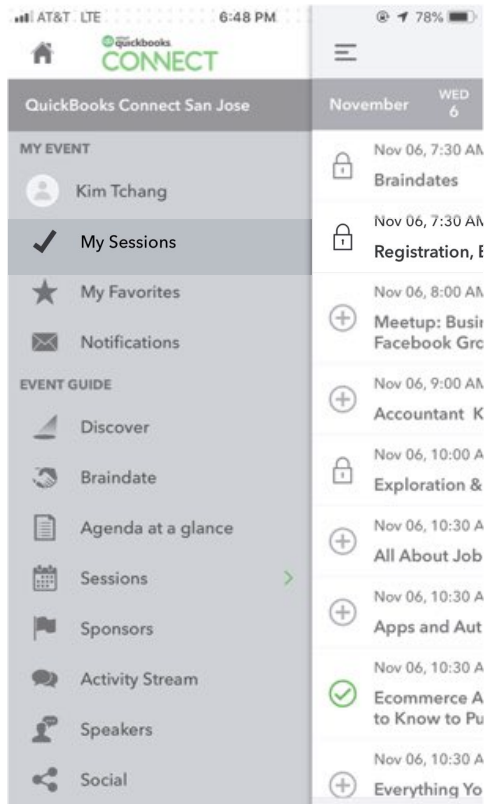 AT&T LTE 6:48 PM 78%
quickbooks.
CONNECT
QuickBooks Connect San Jose
MY EVENT
Kim Tchang
My Sessions
My Favorites
Notifications
EVENT GUIDE
Discover
Braindate
Agenda at a glance
Sessions
Sponsors
Activity Stream
Speakers
Social
November WED
6
Nov 06, 7:30 AM
Braindates
Nov 06, 7:30 AM
Registration,
Nov 06, 8:00 AM
Meetup:
Facebook
Nov 06, 9:00 AM
Accountant
Nov 06, 10:00 A
Exploration &
Nov 06, 10:30 A
All About Job
Nov 06, 10:30 A
Apps and Aut
Nov 06, 10:30 A
Ecommerce A
to Know to Pu
Nov 06, 10:30 A
Everything Yo